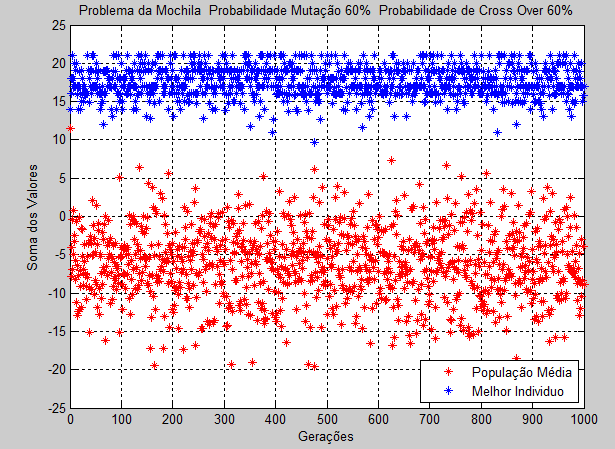 Problema da Mochila  Probabilidade Mutação 60%  Probabilidade de Cross Over 60%
25
20
15
10
5
0
-5
-10
-15
-20
-25
Soma dos Valores
0 100 200 300 400 500 600 700 800 900 1000
Gerações
População Média
Melhor Individuo